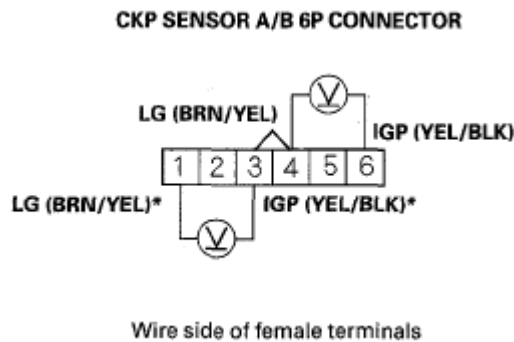 CKP SENSOR A/B 6P CONNECTOR
V
LG (BRN/YEL)
IGP (YEL/BLK)
1 2 3 4 5 6
LG (BRN/YEL)*
IGP (YEL/BLK)*
V
Wire side of female terminals